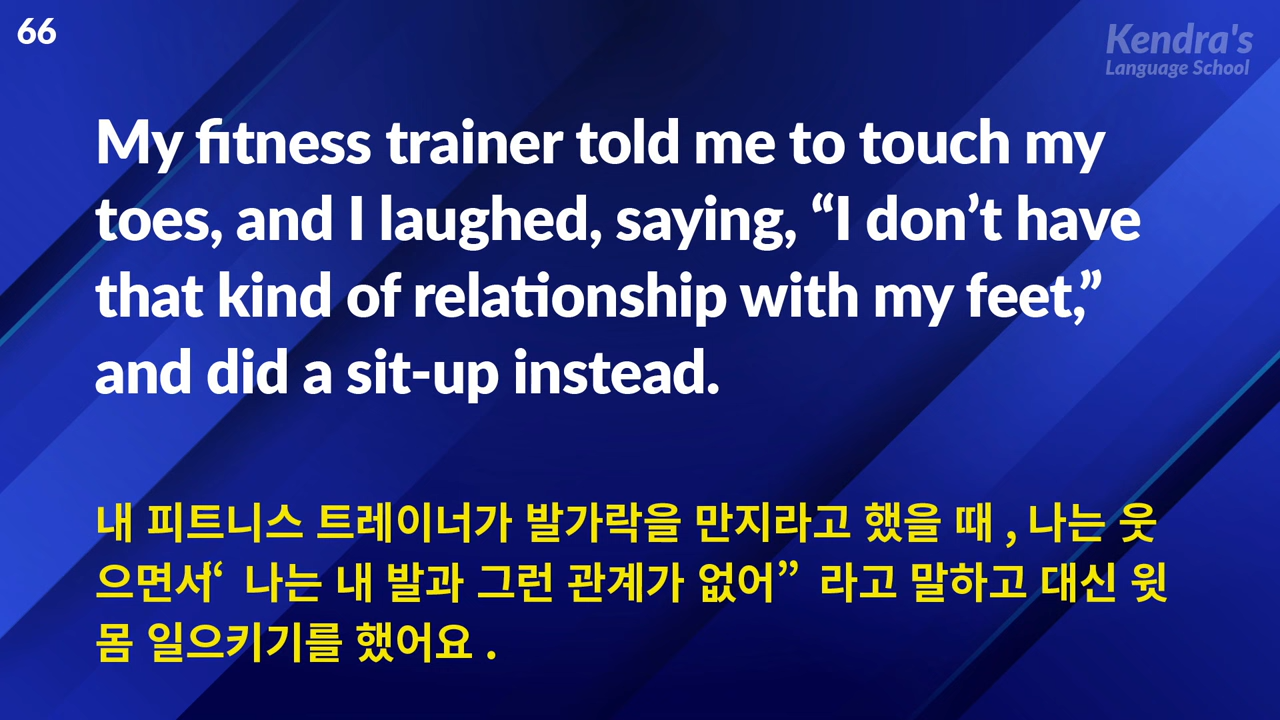 66
Kendra's
Language School
My fitness trainer told me to touch my
toes, and I laughed, saying, “I don’t have
that kind of relationship with my feet,”
and did a sit-up instead.
내 피트니스 트레이너가 발가락을 만지라고 했을 때 , 나는 웃
으면서“ 나는 내 발과 그런 관계가 없어” 라고 말하고 대신 윗
몸 일으키기를 했어요 .